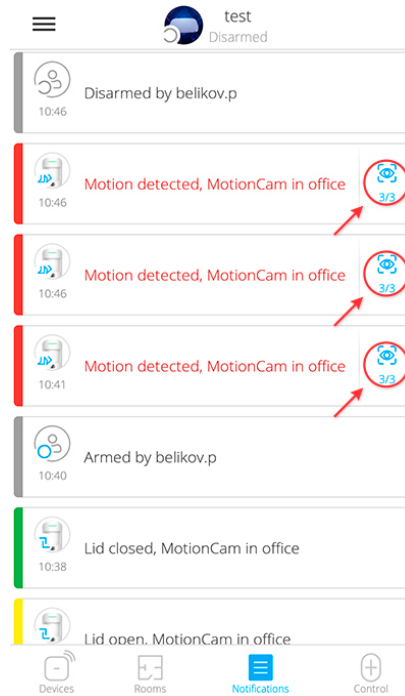 test
Disarmed
Disarmed by belikov.p
10:46
Motion detected, MotionCam in office
3/3
10:46
Motion detected, MotionCam in office
3/3
10:46
Motion detected, MotionCam in office
3/3
10:41
Armed by belikov.p
10:40
Lid closed, MotionCam in office
10:38
Lid open, MotionCam in office
Devices
Rooms
Notifications
Control